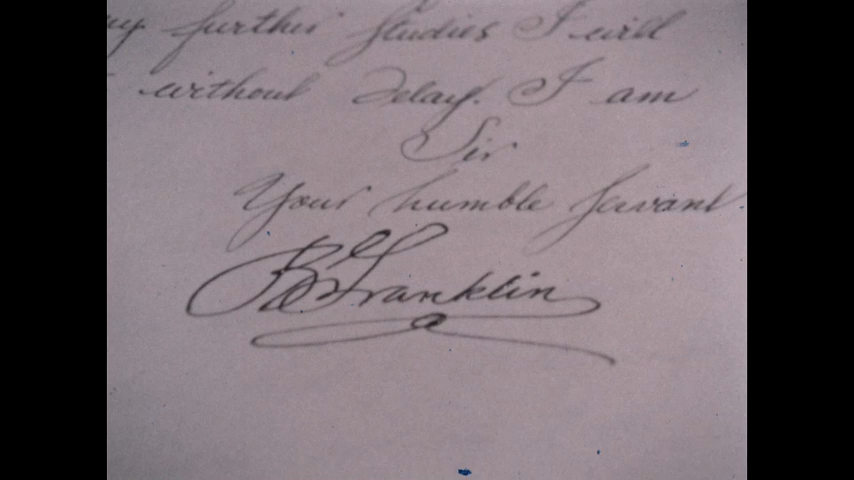 further studies I will
without delay. I am
Sir
Your humble servant
B Franklin